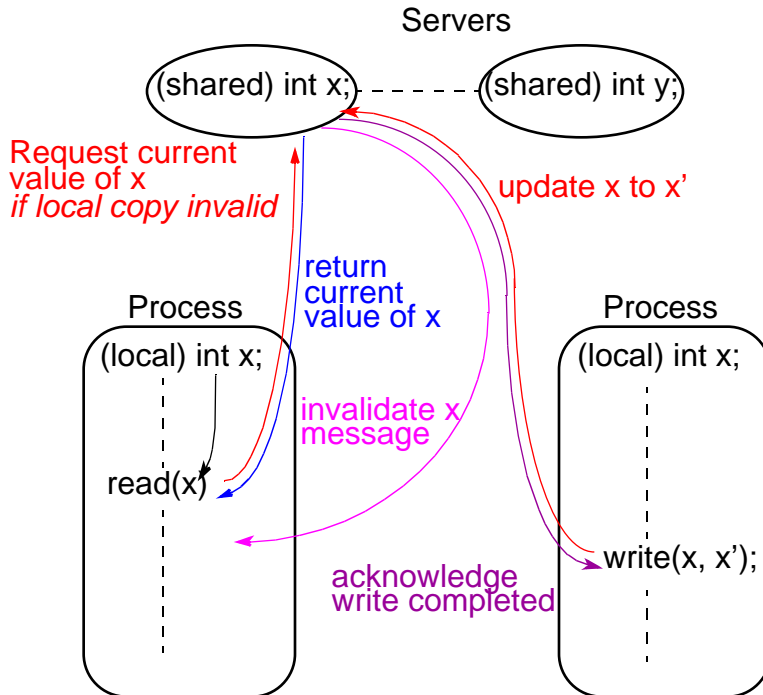 Servers
(shared) int x;
(shared) int y;
Request current
value of x
if local copy invalid
update x to x’
return
current
value of x
Process
Process
(local) int x;
(local) int x;
invalidate x
message
read(x)
write(x, x’);
acknowledge
write completed